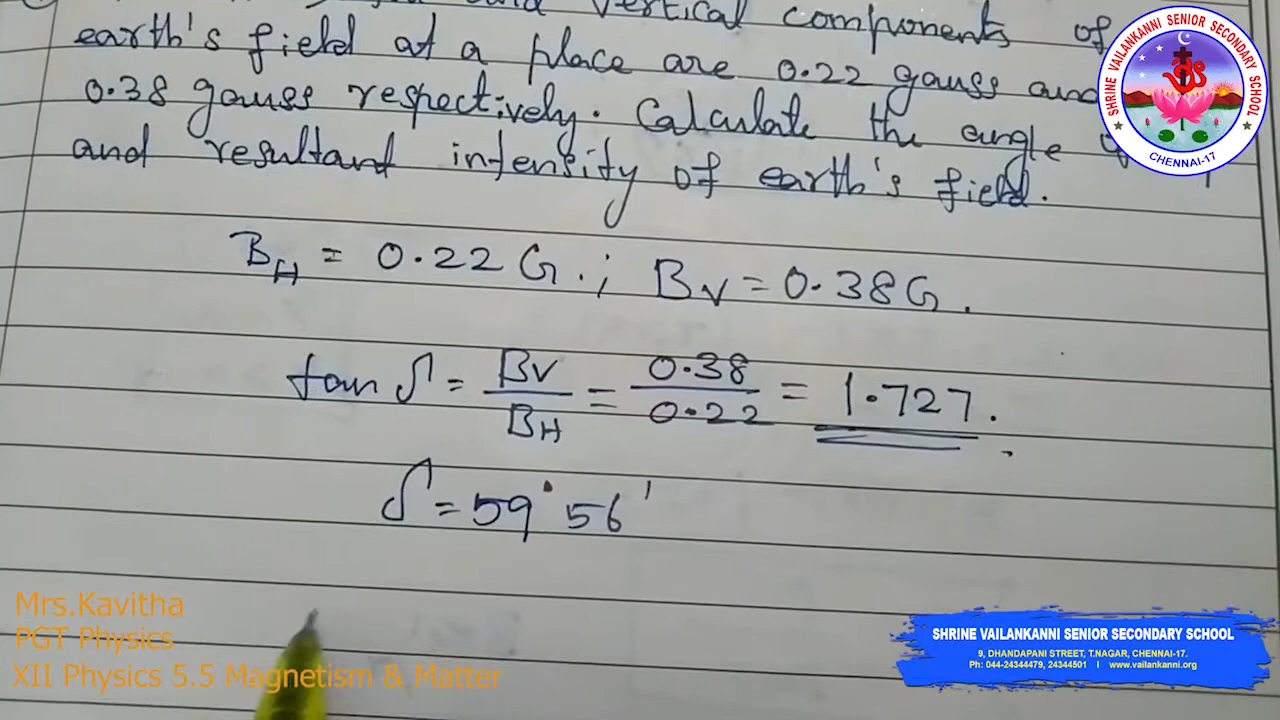 and vertical components of
earth's field at a place are 0.22 gauss and
0.38 gauss respectively. Calculate the angle
and resultant intensity of earth's field.
B_H = 0.22 G.; B_V = 0.38 G.
tan δ = B_V/B_H = 0.38/0.22 = 1.727.
δ = 59° 56'
SHRINE VAILANKANNI SENIOR SECONDARY SCHOOL
CHENNAI-17
Mrs.Kavitha
PGT Physics
XII Physics 5.5 Magnetism & Matter
SHRINE VAILANKANNI SENIOR SECONDARY SCHOOL
9, DHANDAPANI STREET, T.NAGAR, CHENNAI-17.
Ph: 044-24344479, 24344501 | www.vailankanni.org